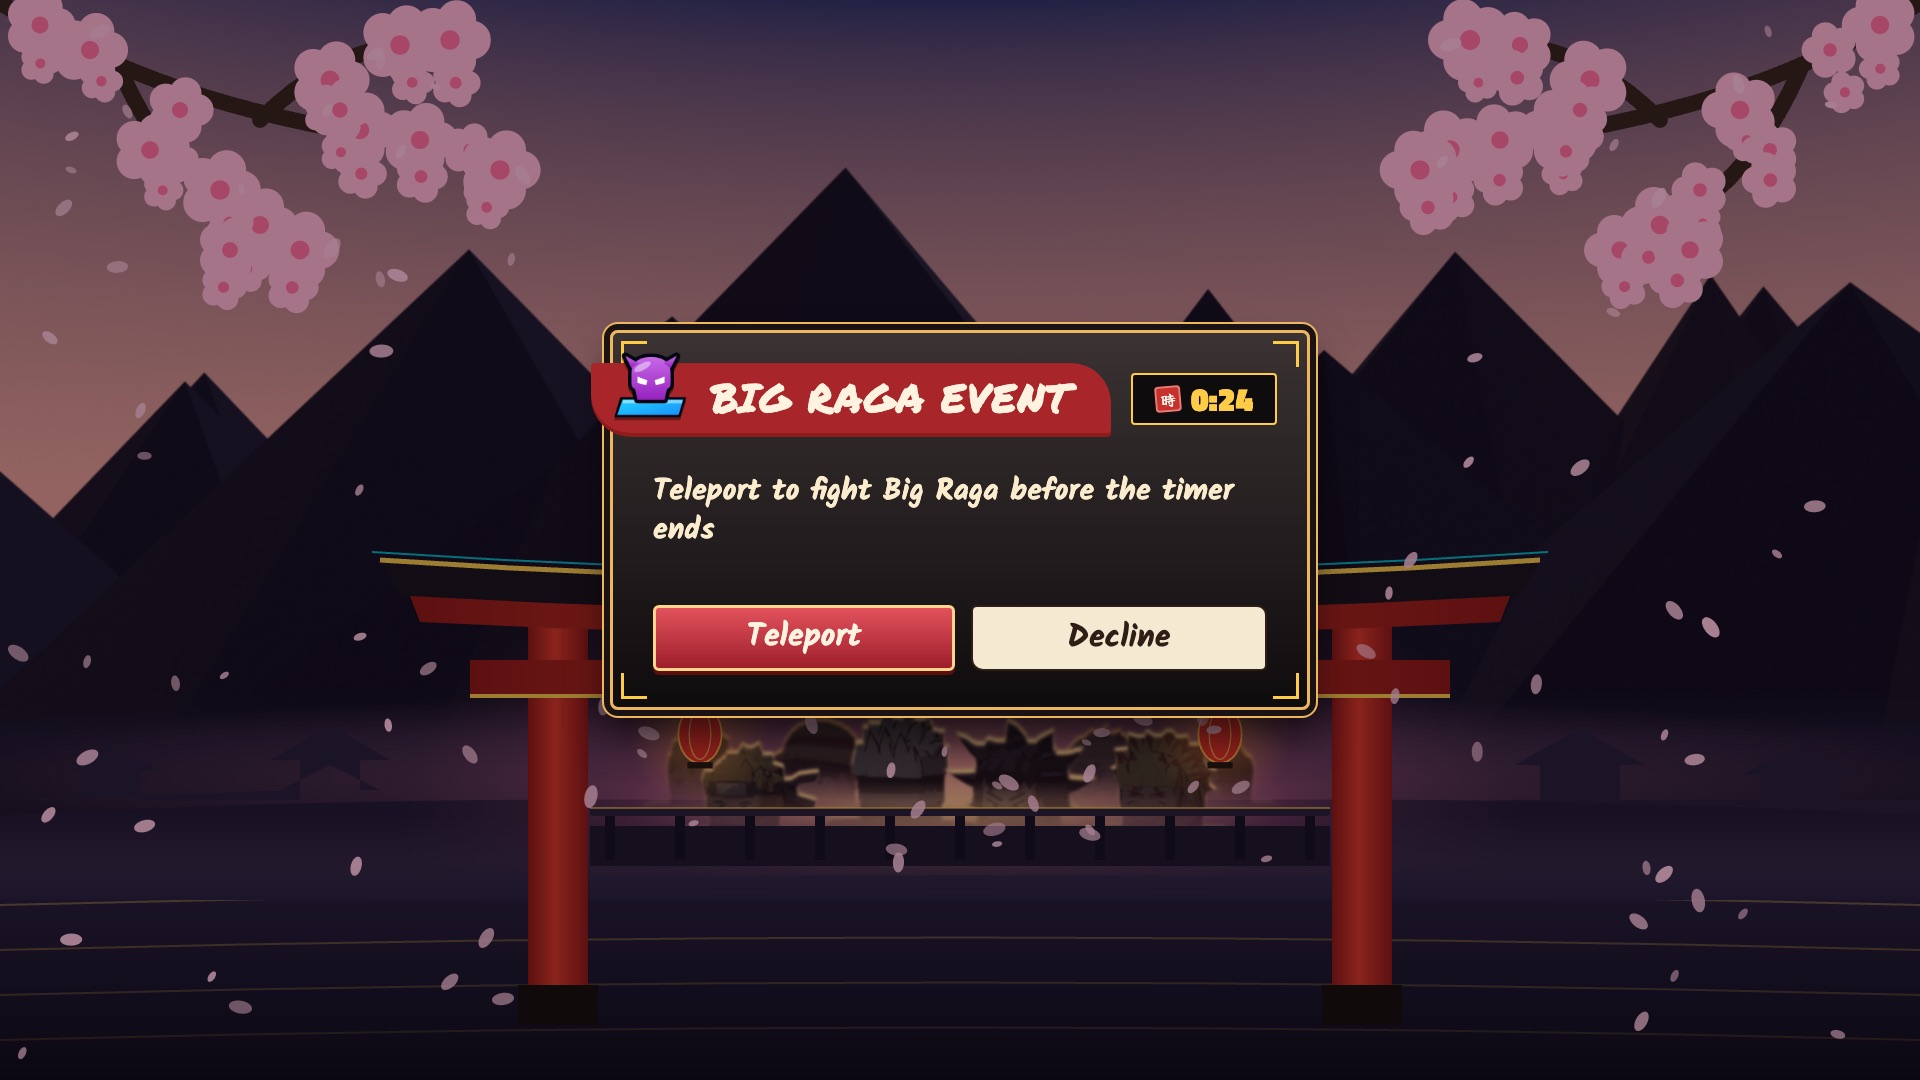 BIG RAGA EVENT
時 0:24
Teleport to fight Big Raga before the timer
ends
Teleport
Decline